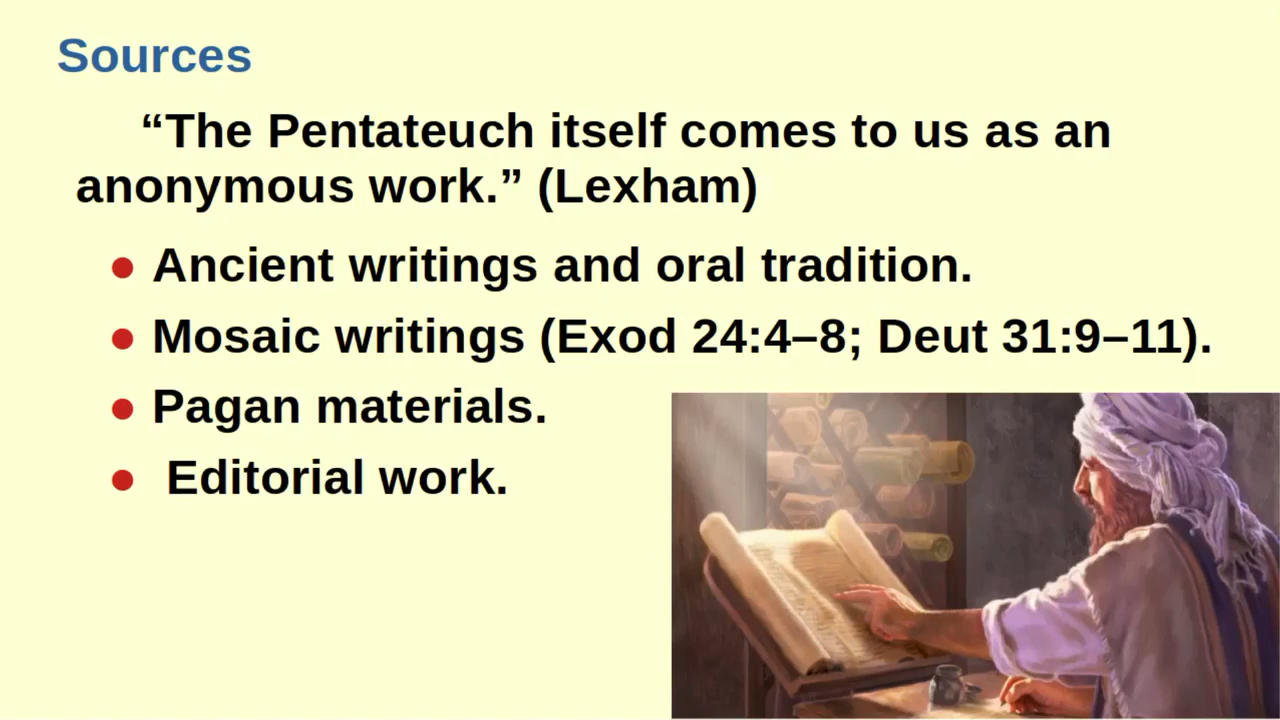 Sources
“The Pentateuch itself comes to us as an
anonymous work.” (Lexham)
● Ancient writings and oral tradition.
● Mosaic writings (Exod 24:4–8; Deut 31:9–11).
● Pagan materials.
● Editorial work.